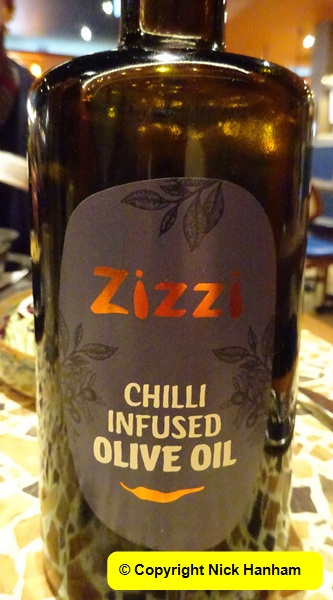 Zizzi
CHILLI
INFUSED
OLIVE OIL
© Copyright Nick Hanham